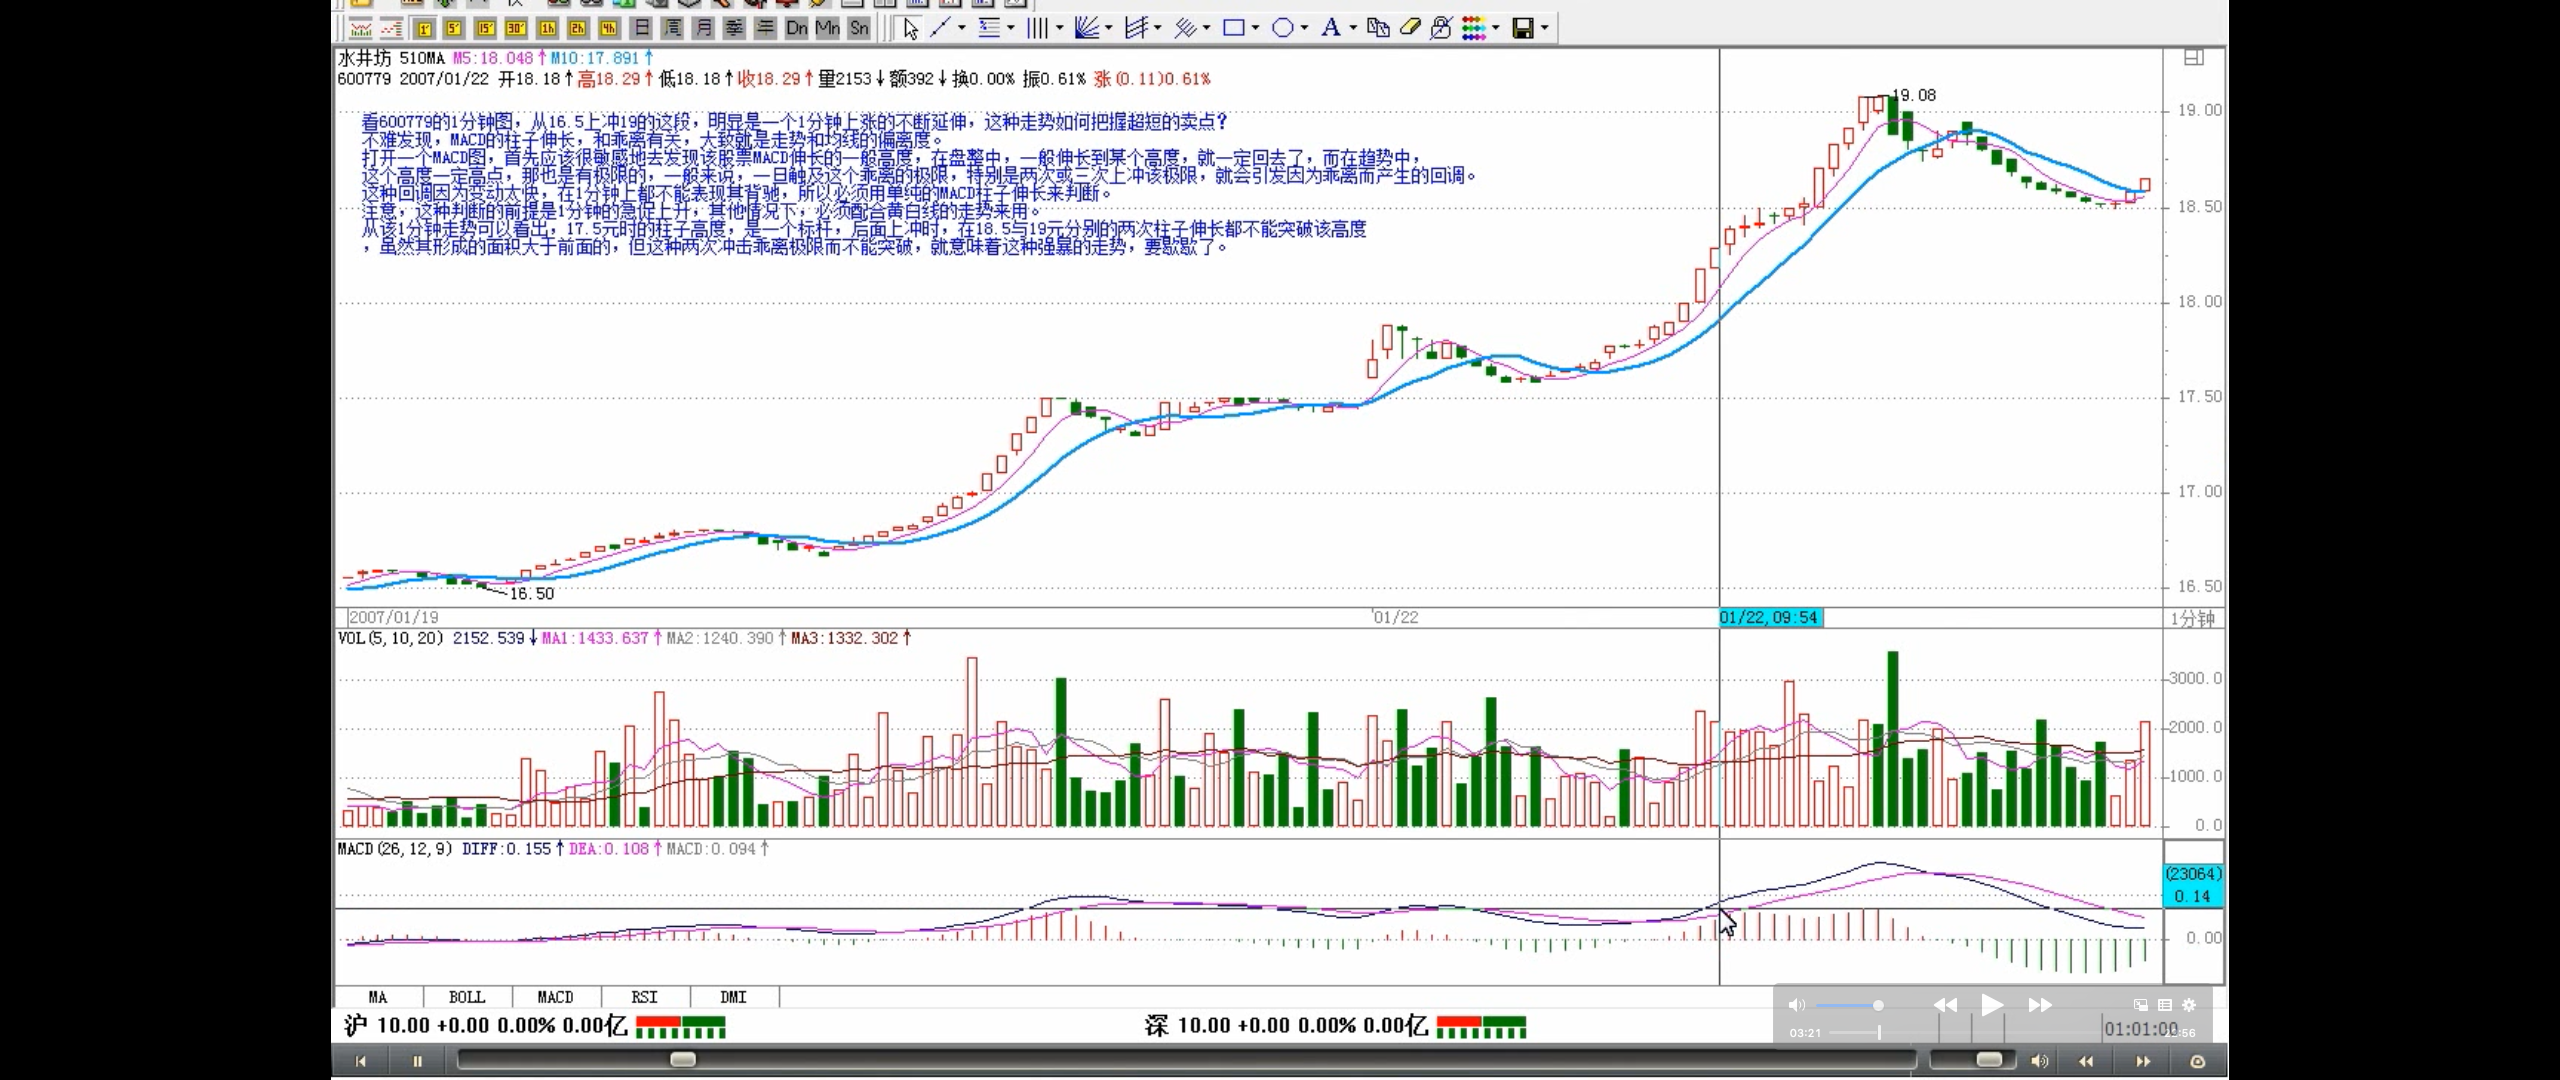 1' 5' 15' 30' 1h 2h 4h 日 周 月 季 年 Dn Mn Sn
水井坊 510MA M5:18.048↑M10:17.891↑
600779 2007/01/22 开18.18↑高18.29↑低18.18↑收18.29↑量2153↓额392↓换0.00% 振0.61% 涨(0.11)0.61%
看600779的1分钟图，从16.5上冲19的这段，明显是一个1分钟上涨的不断延伸，这种走势如何把握超短的卖点？
不难发现，MACD的柱子伸长，和乖离有关，大致就是走势和均线的偏离度。
打开一个MACD图，首先应该很敏感地去发现该股票MACD伸长的一般高度，在盘整中，一般伸长到某个高度，就一定回去了，而在趋势中，
这个高度一定高点，那也是有极限的，一般来说，一旦触及这个乖离的极限，特别是两次或三次上冲该极限，就会引发因为乖离而产生的回调。
这种回调因为变动太快，在1分钟上都不能表现其背驰，所以必须用单纯的MACD柱子伸长来判断。
注意，这种判断的前提是1分钟的急促上升，其他情况下，必须配合黄白线的走势来用。
从该1分钟走势可以看出，17.5元时的柱子高度，是一个标杆，后面上冲时，在18.5与19元分别的两次柱子伸长都不能突破该高度
，虽然其形成的面积大于前面的，但这种两次冲击乖离极限而不能突破，就意味着这种强暴的走势，要歇歇了。
19.08
19.00
18.50
18.00
17.50
17.00
16.50
16.50
2007/01/19
01/22
01/22,09:54
1分钟
VOL(5,10,20) 2152.539↓MA1:1433.637↑MA2:1240.390↑MA3:1332.302↑
3000.0
2000.0
1000.0
0.0
MACD(26,12,9) DIFF:0.155↑DEA:0.108↑MACD:0.094↑
(23064)
0.14
0.00
MA BOLL MACD RSI DMI
沪 10.00 +0.00 0.00% 0.00亿
深 10.00 +0.00 0.00% 0.00亿
03:21
01:01:00